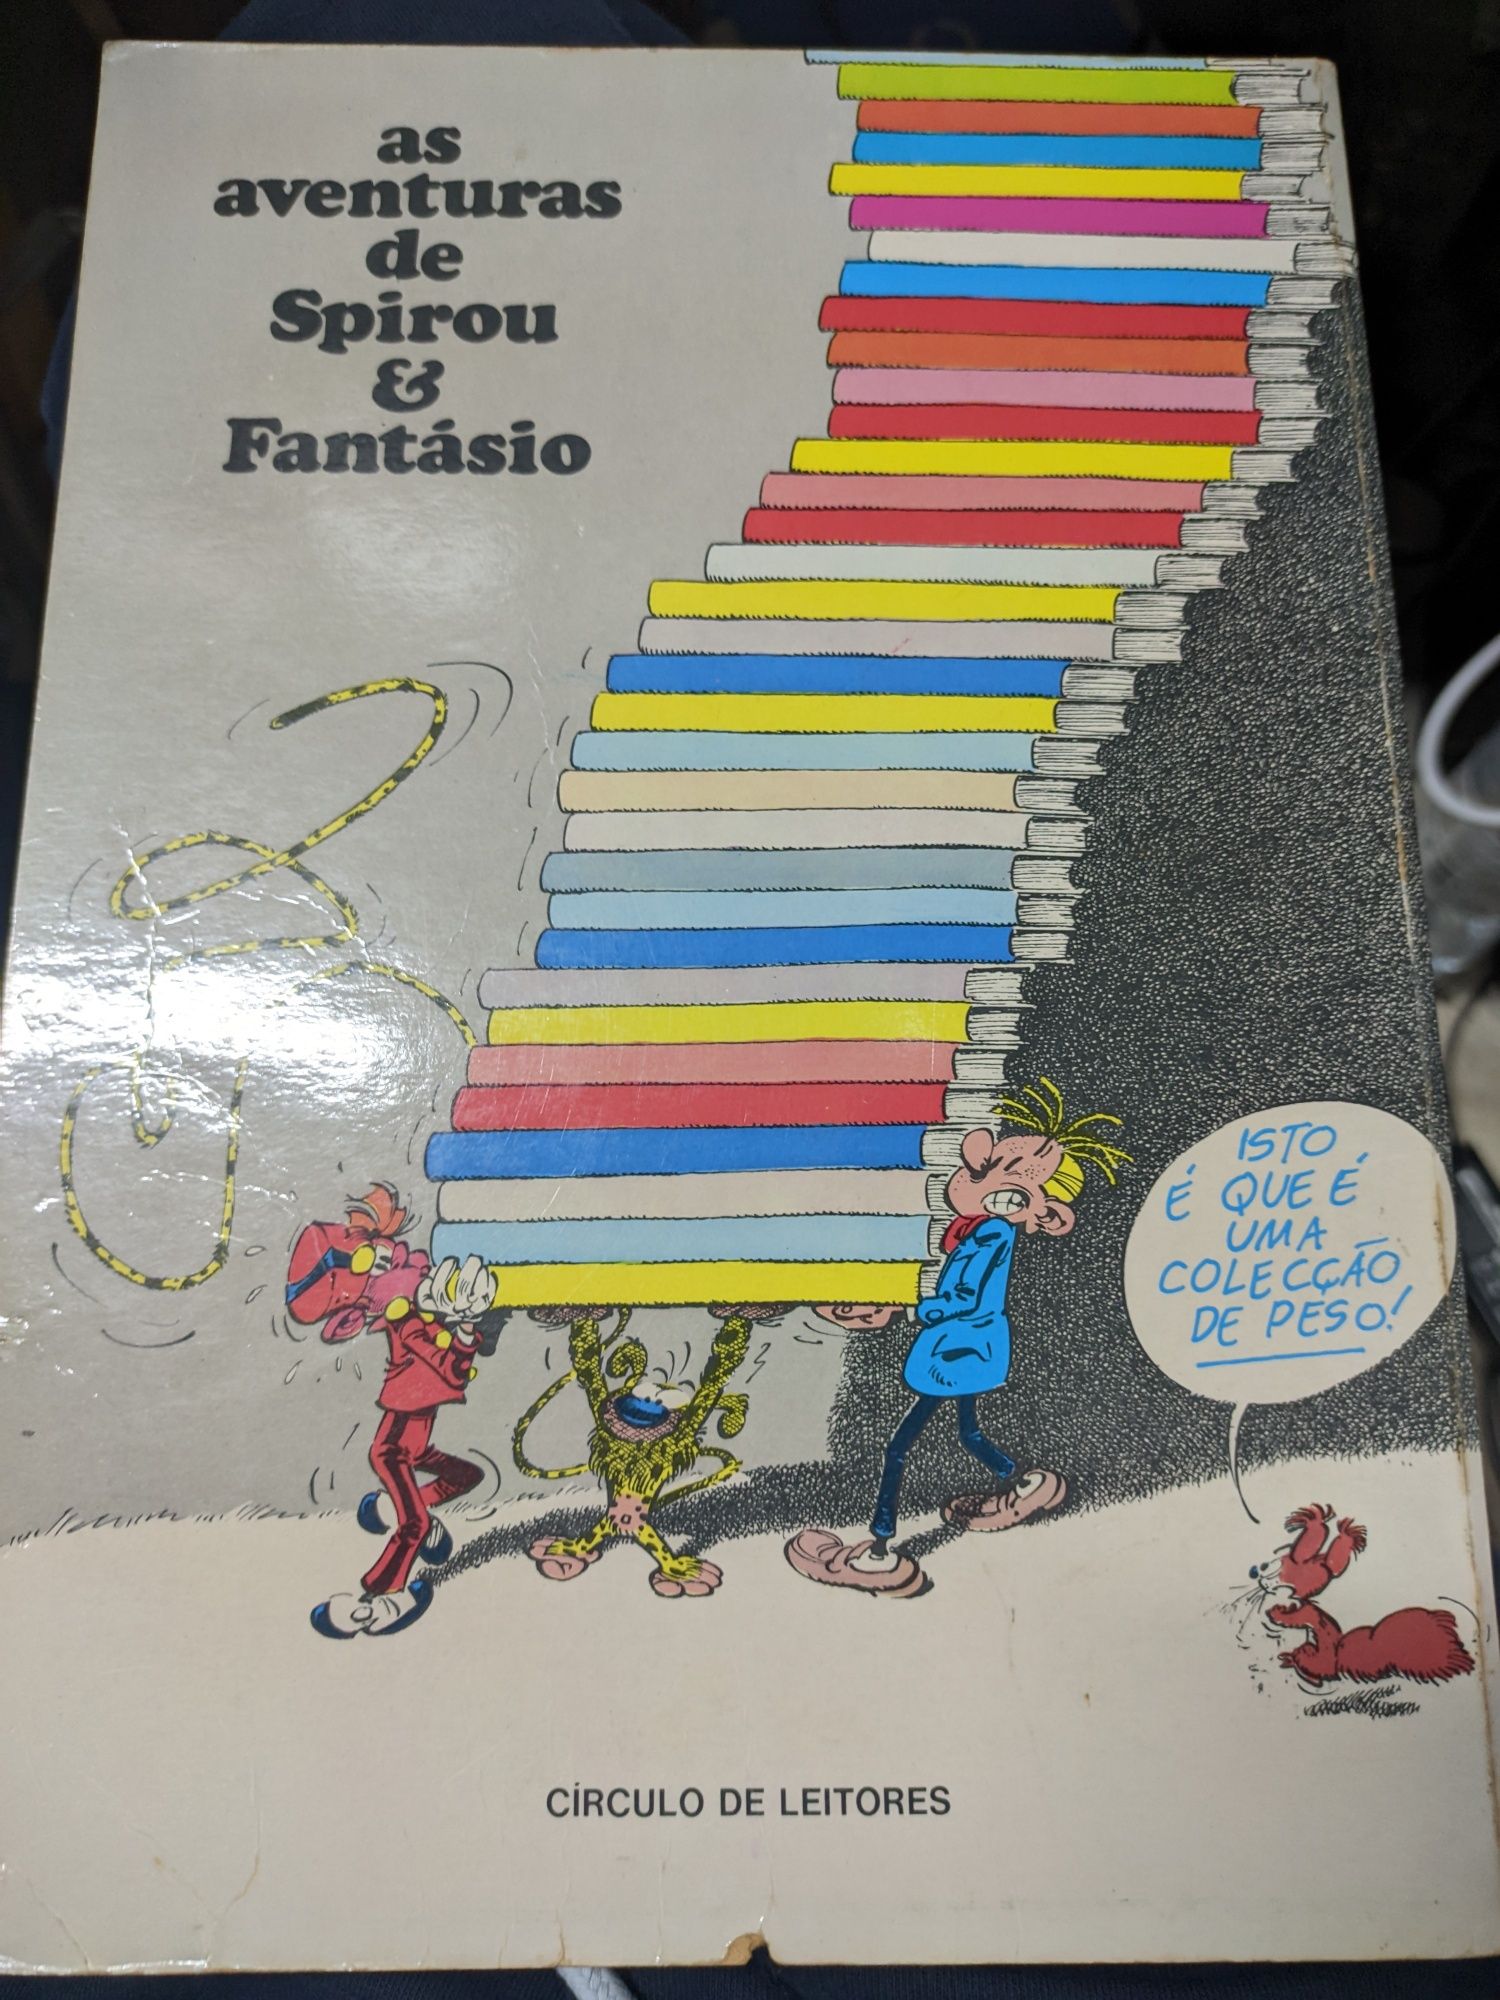 as
aventuras
de
Spirou
&
Fantásio
ISTO
É QUE É
UMA
COLECÇÃO
DE PESO!
CÍRCULO DE LEITORES